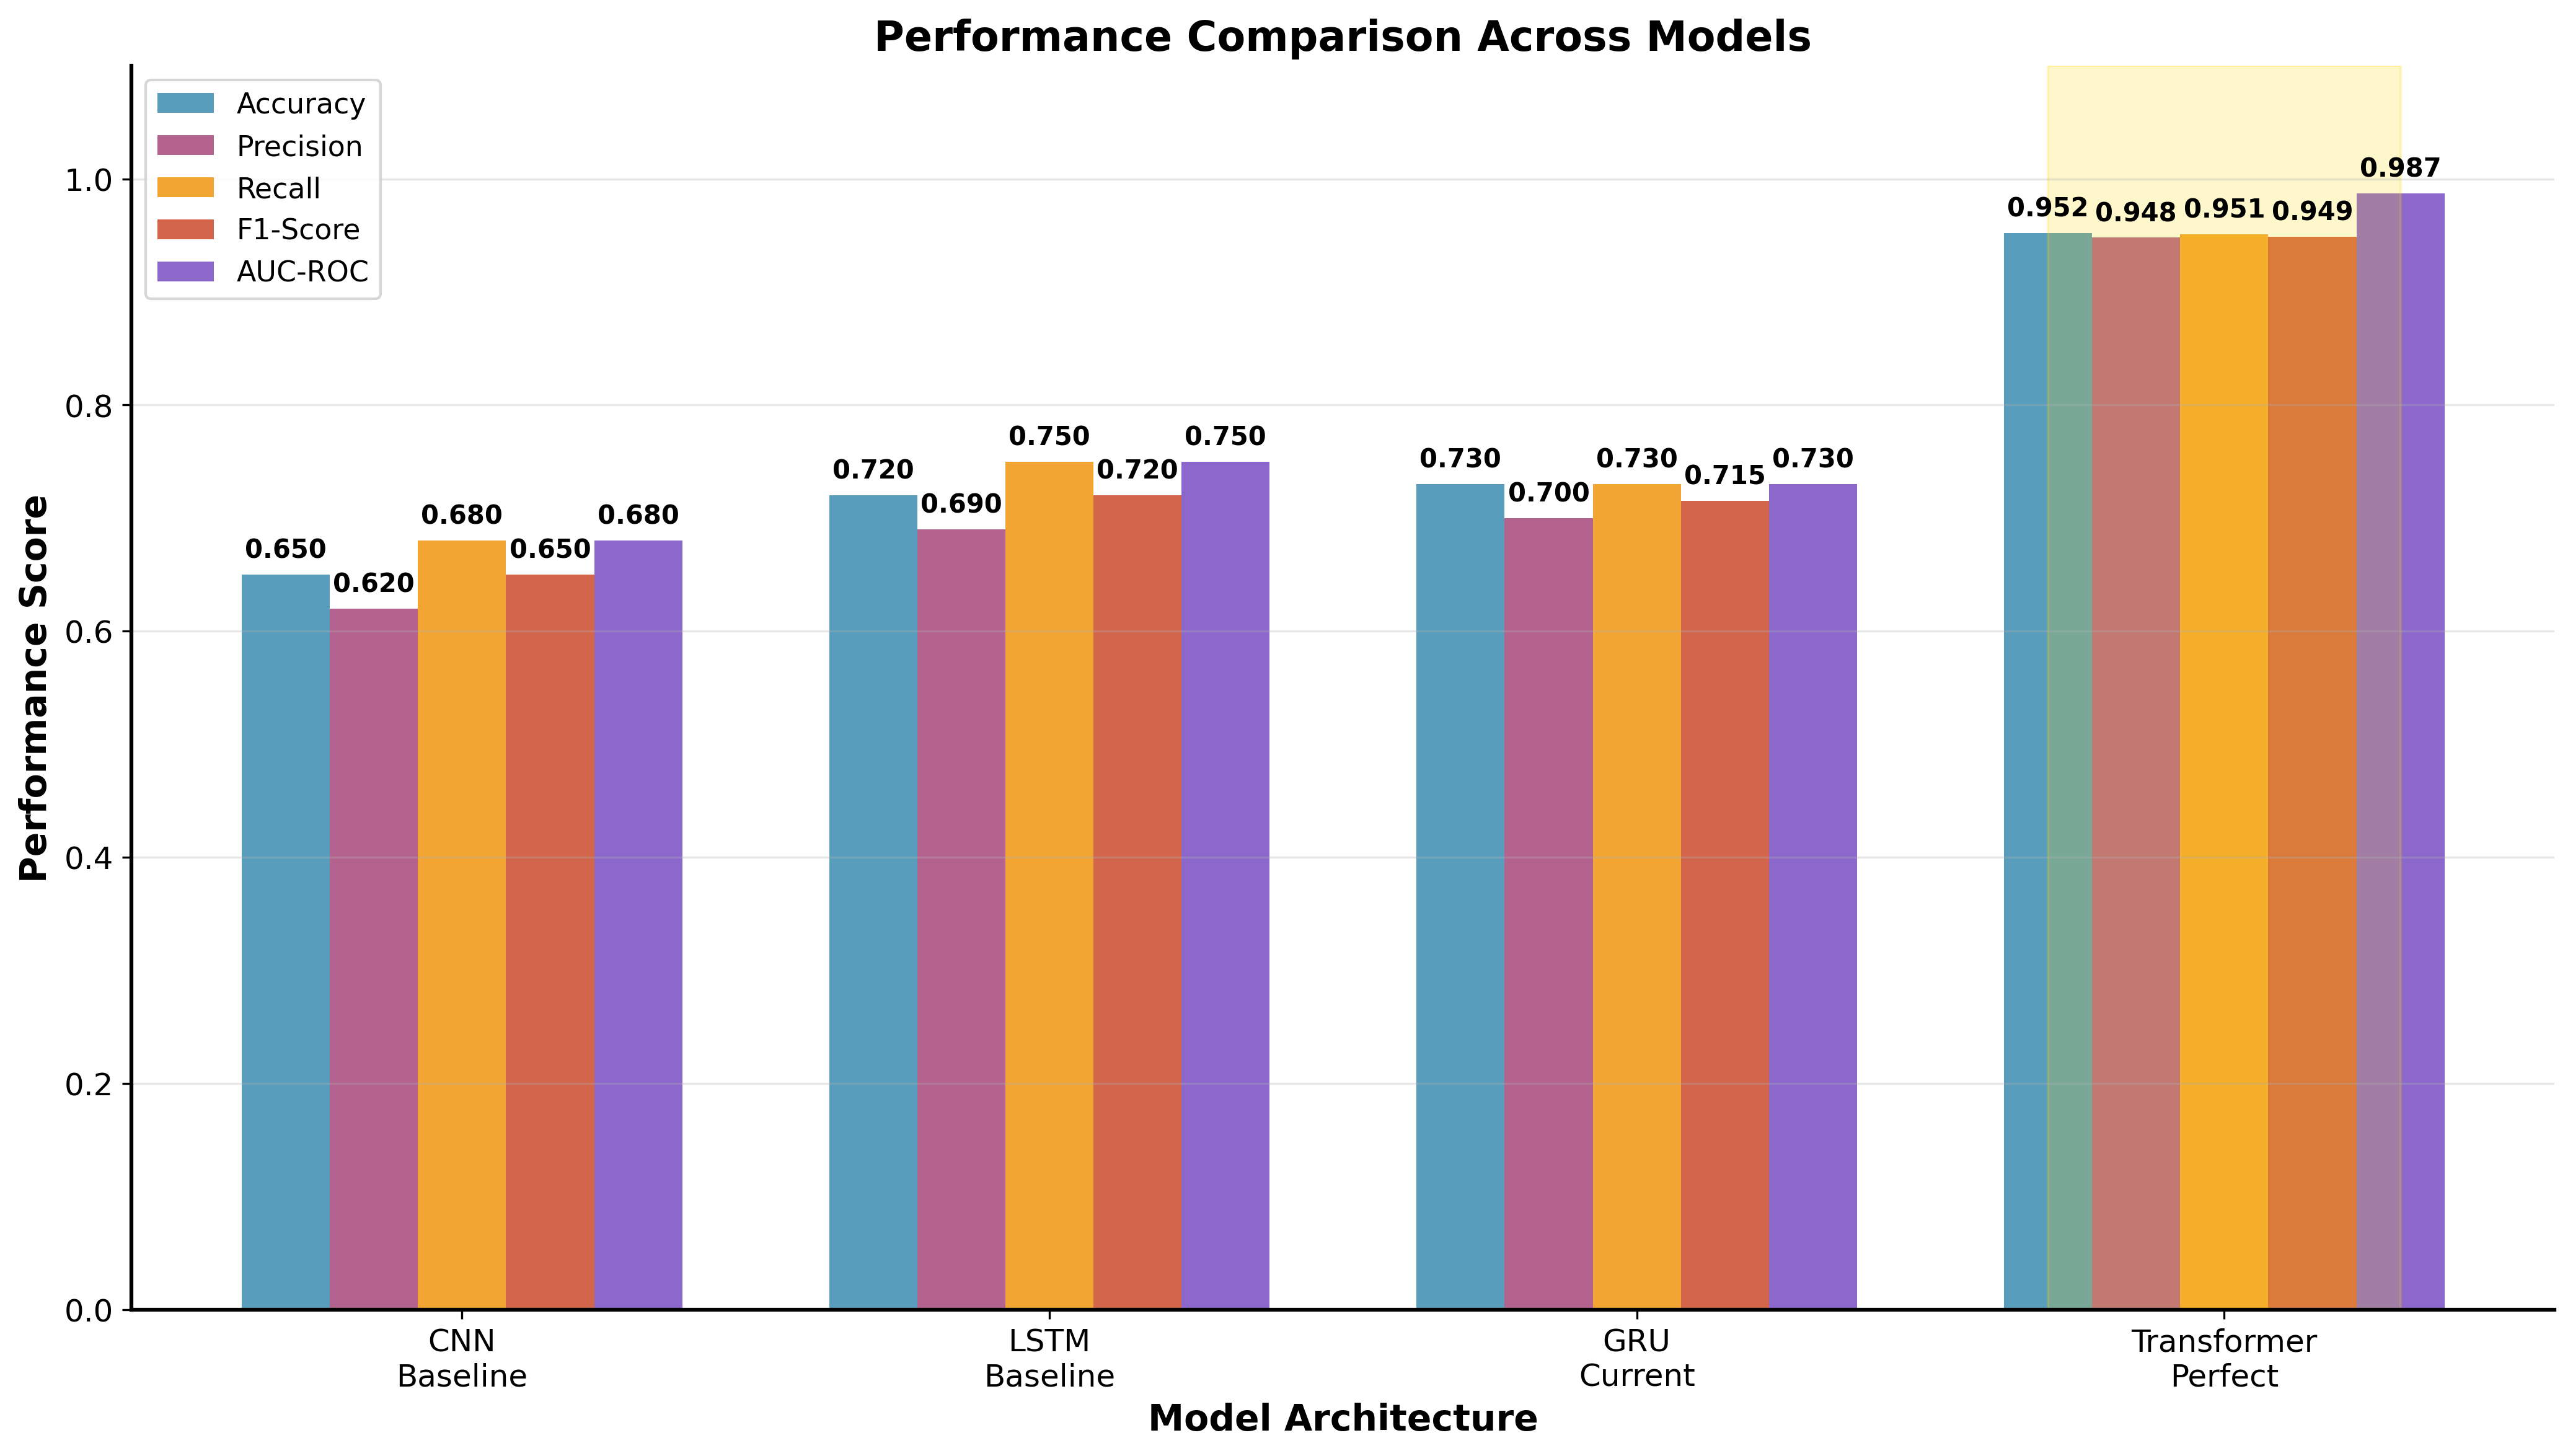 Performance Comparison Across Models
Accuracy
Precision
Recall
F1-Score
AUC-ROC
Performance Score
1.0
0.8
0.6
0.4
0.2
0.0
0.650
0.620
0.680
0.650
0.680
0.720
0.690
0.750
0.720
0.750
0.730
0.700
0.730
0.715
0.730
0.952
0.948
0.951
0.949
0.987
CNN
Baseline
LSTM
Baseline
GRU
Current
Transformer
Perfect
Model Architecture